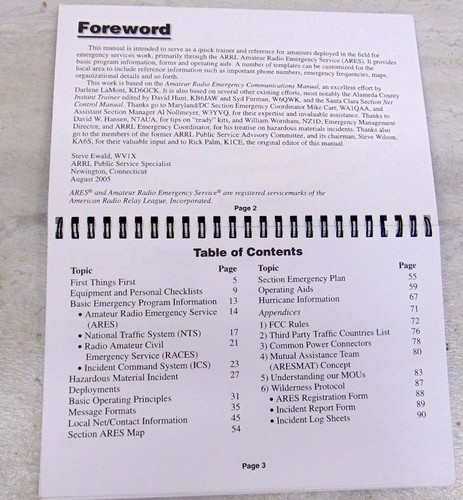 Foreword
This manual is intended to serve as a quick trainer and reference for amateurs deployed in the field for
emergency services work, primarily through the ARRL Amateur Radio Emergency Service (ARES). It provides
basic program information, forms and operating aids. A number of templates can be customized for the
local area to include reference information such as important phone numbers, emergency frequencies, maps,
organizational details and so forth.
This work is based on the Amateur Radio Emergency Communications Manual, an excellent effort by
Darlene LaMont, KD6GCK. It is also based on several other existing efforts, most notably the Alameda County
Instant Trainer edited by David Hunt, KB6JAW and Syd Furman, W6QWK, and the Santa Clara Section Net
Control Manual. Thanks go to Maryland/DC Section Emergency Coordinator Mike Carr, WA1QAA, and
Assistant Section Manager Al Nollmeyer, W3YVQ, for their expertise and invaluable assistance. Thanks to
David W. Hansen, N7AUA, for tips on "ready" kits, and William Wornham, NZ1D, Emergency Management
Director, and ARRL Emergency Coordinator, for his treatise on hazardous materials incidents. Thanks also
go to the members of the former ARRL Public Service Advisory Committee, and its chairman, Steve Wilson,
KA6S, for their valuable input and to Rick Palm, K1CE, the original editor of this manual.
Steve Ewald, WV1X
ARRL Public Service Specialist
Newington, Connecticut
August 2005
ARES® and Amateur Radio Emergency Service® are registered servicemarks of the
American Radio Relay League, Incorporated.
Page 2
Table of Contents
Topic Page
First Things First 5
Equipment and Personal Checklists 9
Basic Emergency Program Information 13
• Amateur Radio Emergency Service 14
(ARES)
• National Traffic System (NTS) 17
• Radio Amateur Civil 21
Emergency Service (RACES)
• Incident Command System (ICS) 23
Hazardous Material Incident 27
Deployments
Basic Operating Principles 31
Message Formats 35
Local Net/Contact Information 45
Section ARES Map 54
Topic Page
Section Emergency Plan 55
Operating Aids 59
Hurricane Information 67
Appendices 71
1) FCC Rules 72
2) Third Party Traffic Countries List 76
3) Common Power Connectors 78
4) Mutual Assistance Team 80
(ARESMAT) Concept
5) Understanding our MOUs 83
6) Wilderness Protocol 87
• ARES Registration Form 88
• Incident Report Form 89
• Incident Log Sheets 90
Page 3